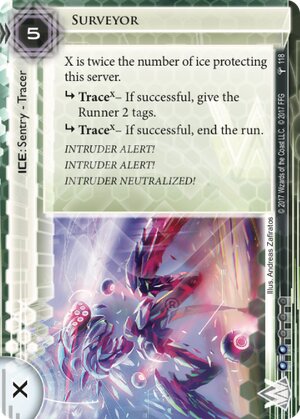 5
SURVEYOR
X is twice the number of ice protecting
this server.
↳ Traceˣ– If successful, give the
Runner 2 tags.
↳ Traceˣ– If successful, end the run.
INTRUDER ALERT!
INTRUDER ALERT!
INTRUDER NEUTRALIZED!
ICE: Sentry - Tracer
© 2017 Wizards of the Coast LLC. © 2017 FFG
118
Illus. Andreas Zafiratos
X